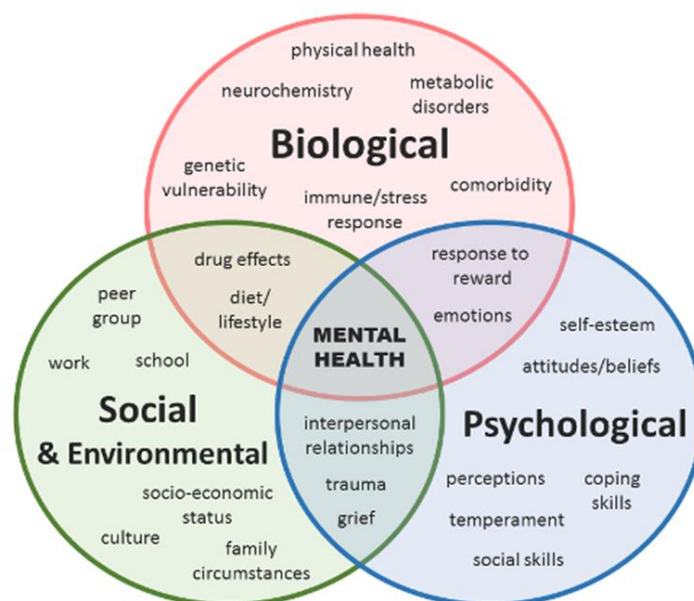 physical health
neurochemistry
metabolic
disorders
Biological
genetic
vulnerability
immune/stress
response
comorbidity
drug effects
diet/
lifestyle
response to
reward
emotions
MENTAL
HEALTH
peer
group
work
school
Social
& Environmental
socio-economic
status
culture
family
circumstances
interpersonal
relationships
trauma
grief
self-esteem
attitudes/beliefs
Psychological
perceptions
coping
skills
temperament
social skills